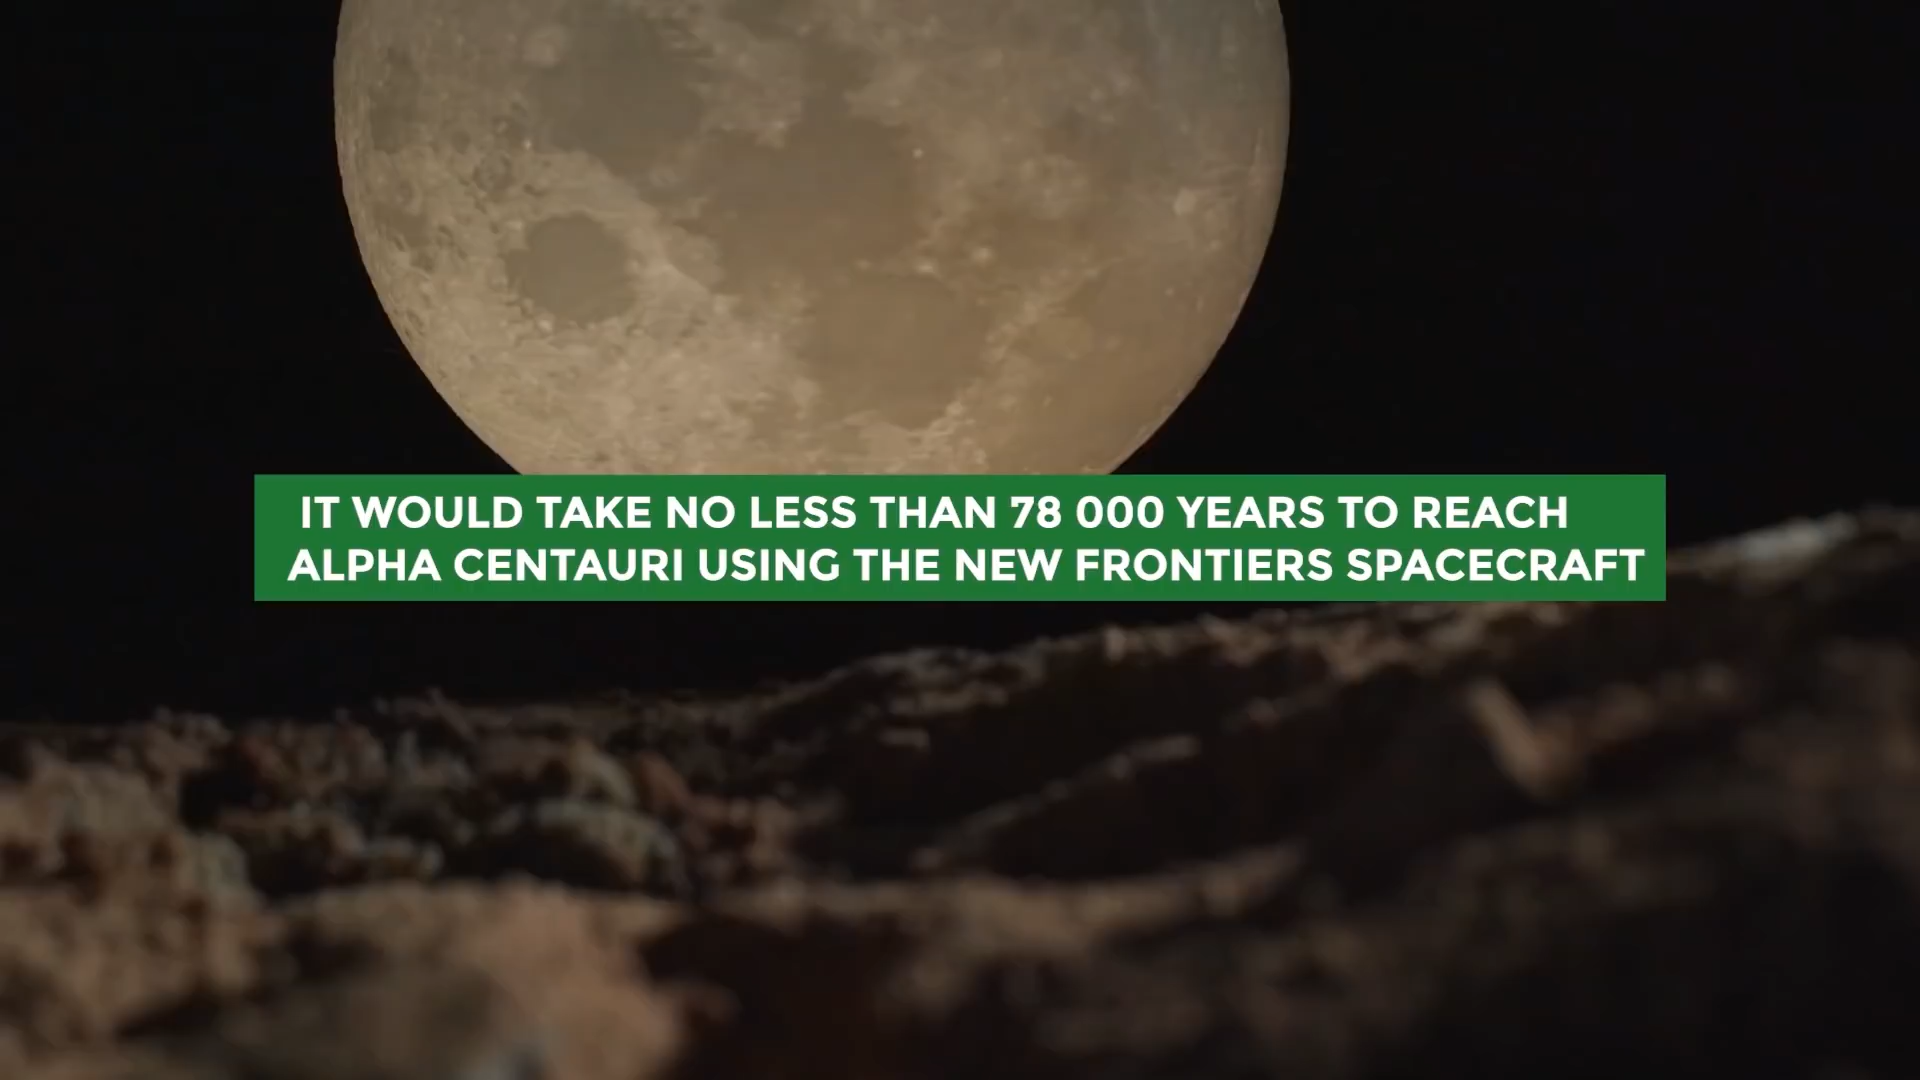 IT WOULD TAKE NO LESS THAN 78 000 YEARS TO REACH
ALPHA CENTAURI USING THE NEW FRONTIERS SPACECRAFT